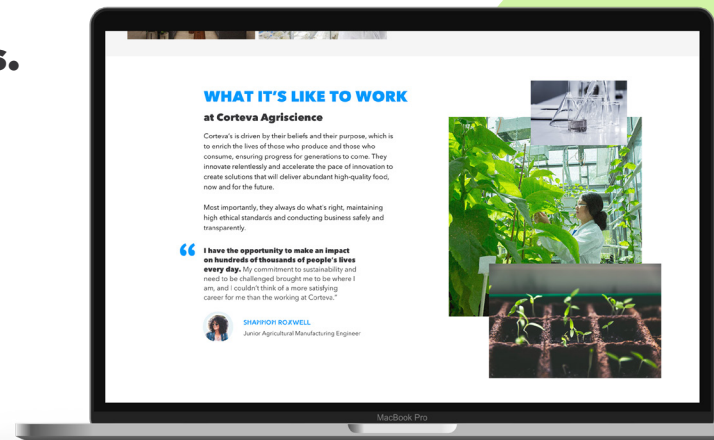 s.
WHAT IT'S LIKE TO WORK
at Corteva Agriscience
Corteva's is driven by their beliefs and their purpose, which is
to enrich the lives of those who produce and those who
consume, ensuring progress for generations to come. They
innovate relentlessly and accelerate the pace of innovation to
create solutions that will deliver abundant high-quality food,
now and for the future.
Most importantly, they always do what's right, maintaining
high ethical standards and conducting business safely and
transparently.
“ I have the opportunity to make an impact
on hundreds of thousands of people's lives
every day. My commitment to sustainability and
need to be challenged brought me to be where I
am, and I couldn't think of a more satisfying
career for me than the working at Corteva."
SHANNON ROXWELL
Junior Agricultural Manufacturing Engineer
MacBook Pro